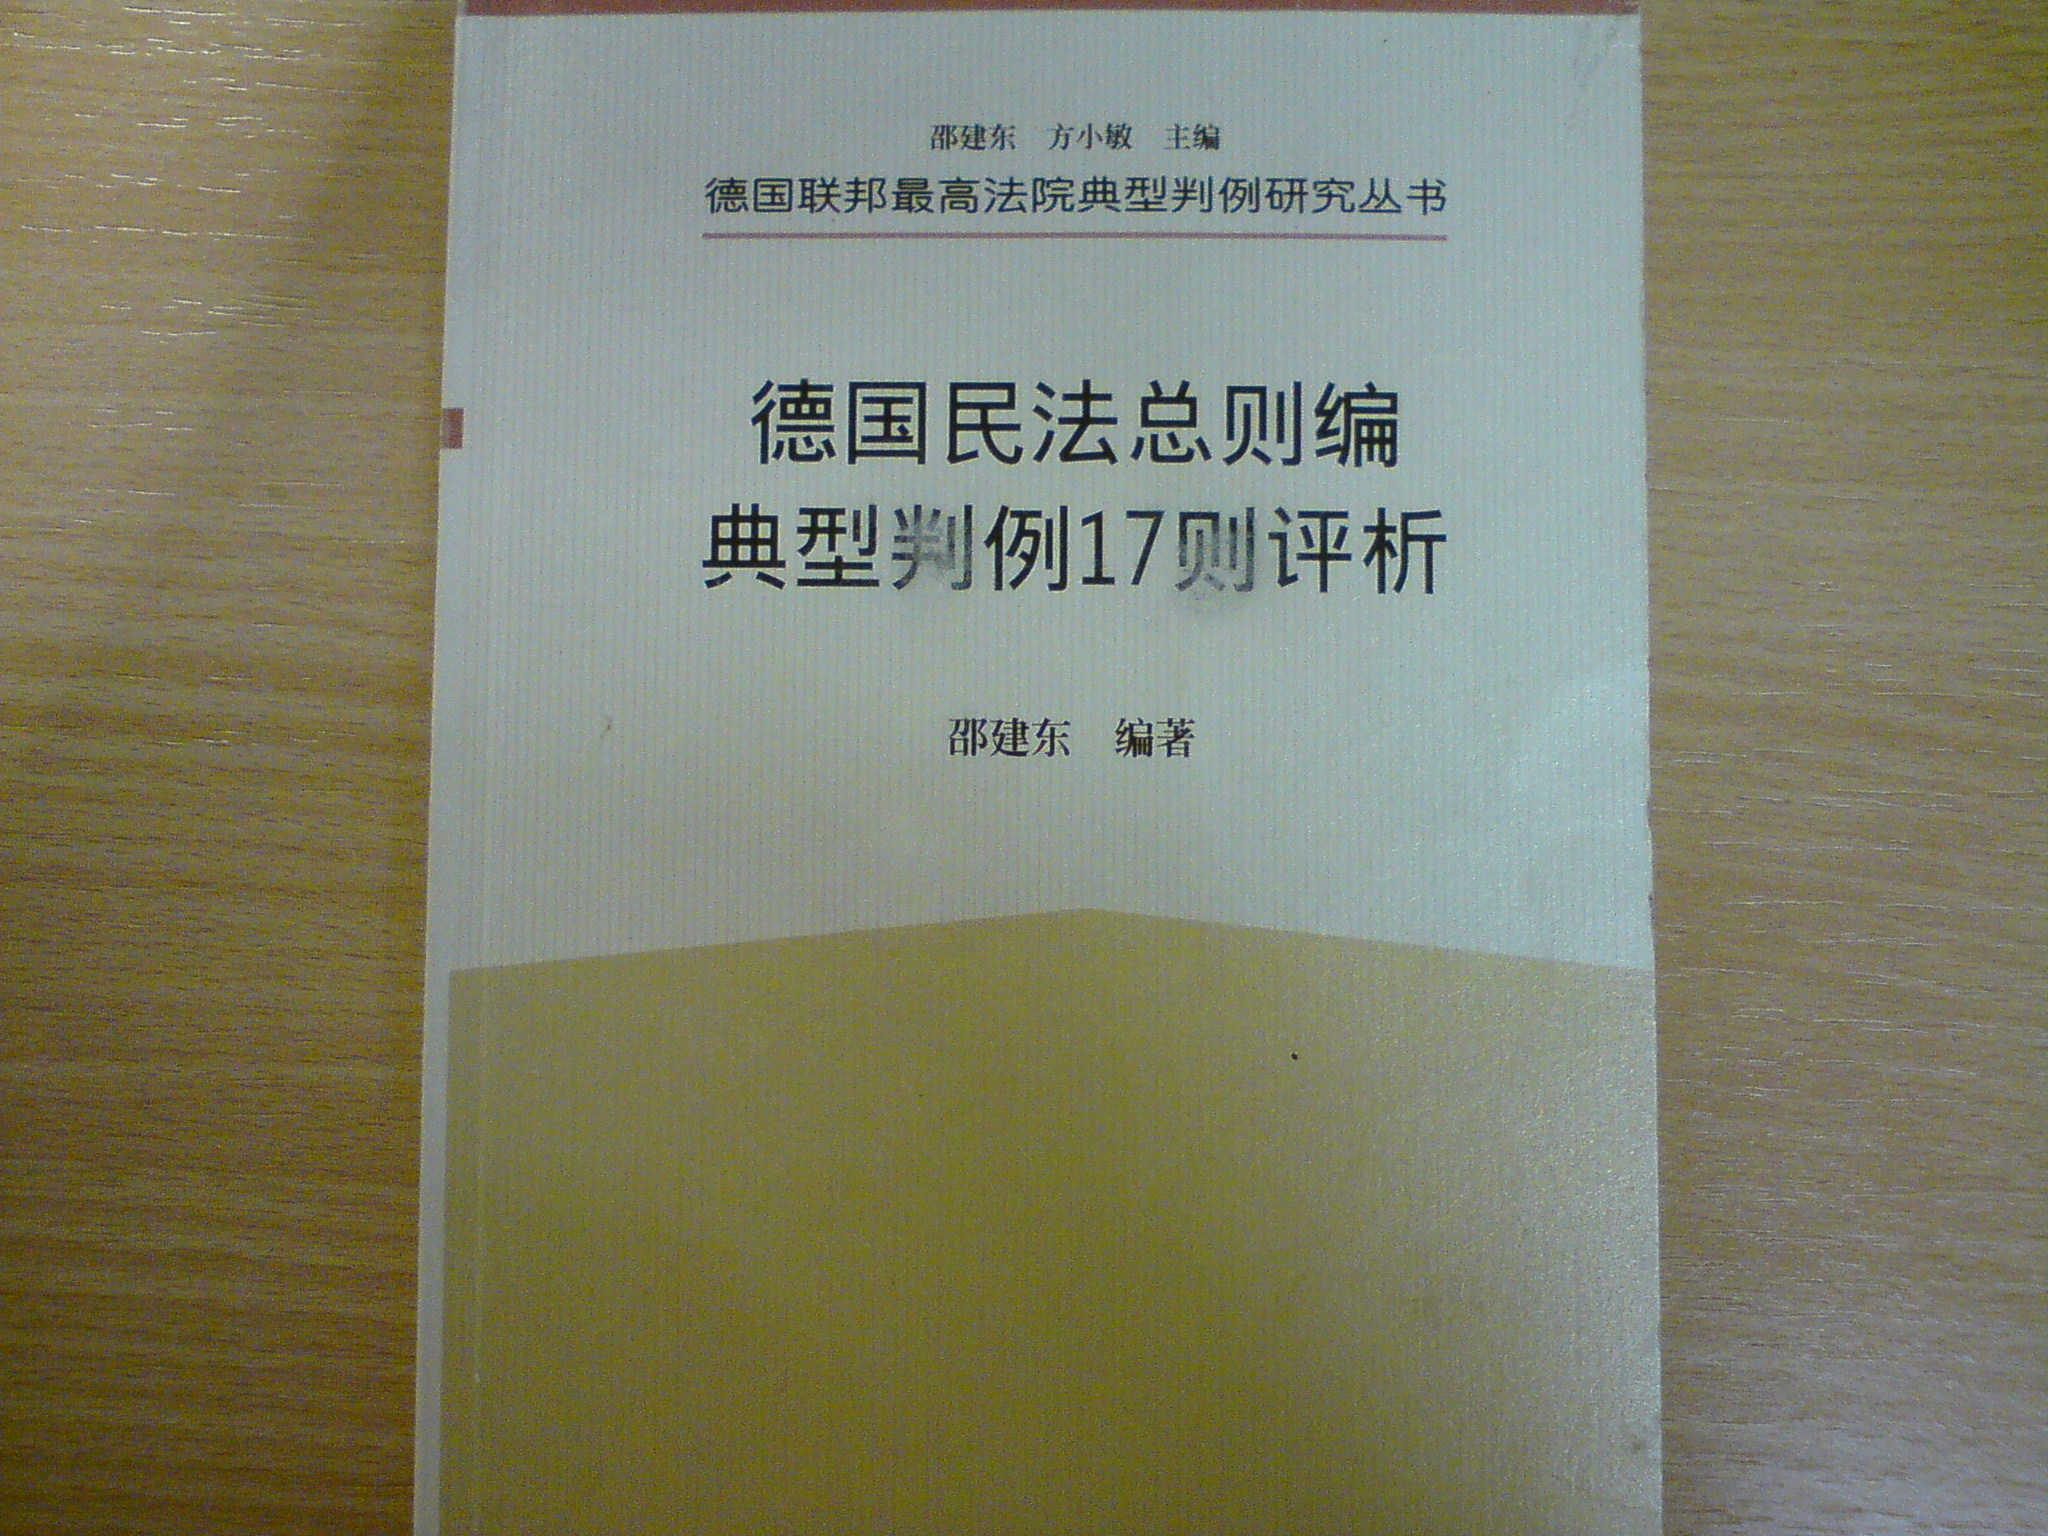 邵建东 方小敏 主编
德国联邦最高法院典型判例研究丛书
德国民法总则编
典型判例17则评析
邵建东 编著